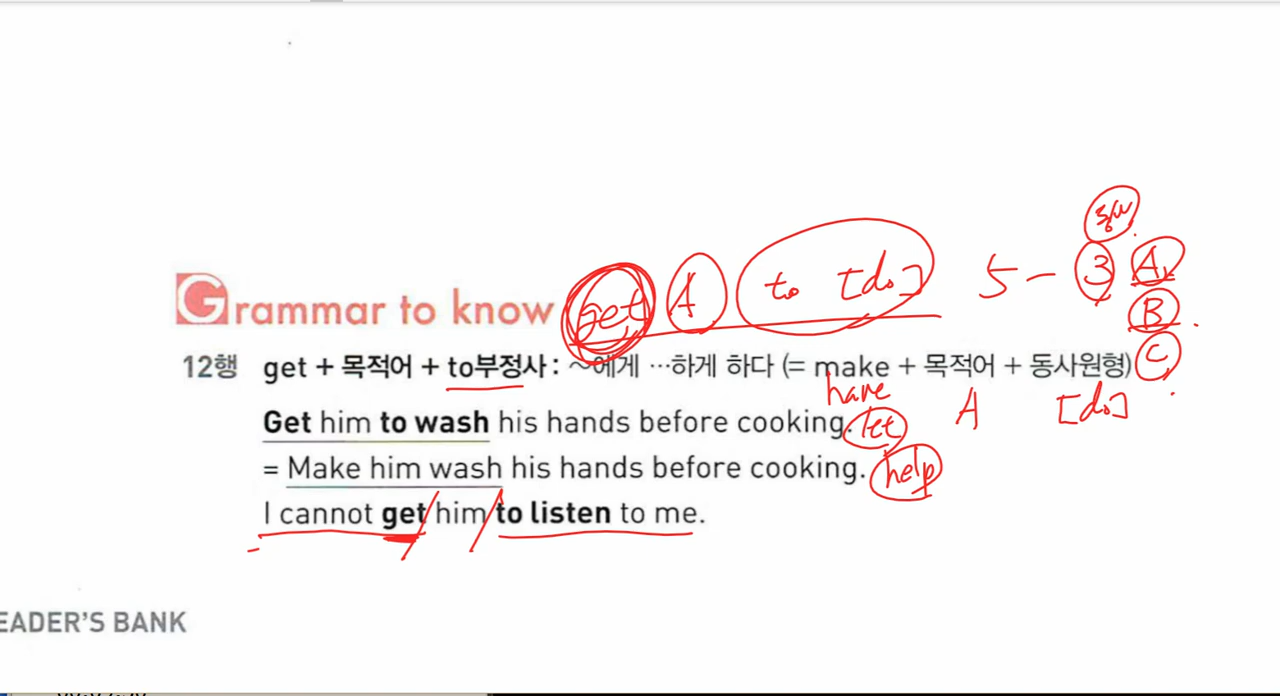 get A to [do] 5-3 A,
B
C
Grammar to know
12행 get + 목적어 + to부정사 : ~에게 …하게 하다 (= make + 목적어 + 동사원형)
have
A [do]
Get him to wash his hands before cooking. let
= Make him wash his hands before cooking. help
I cannot get him to listen to me.
EADER'S BANK